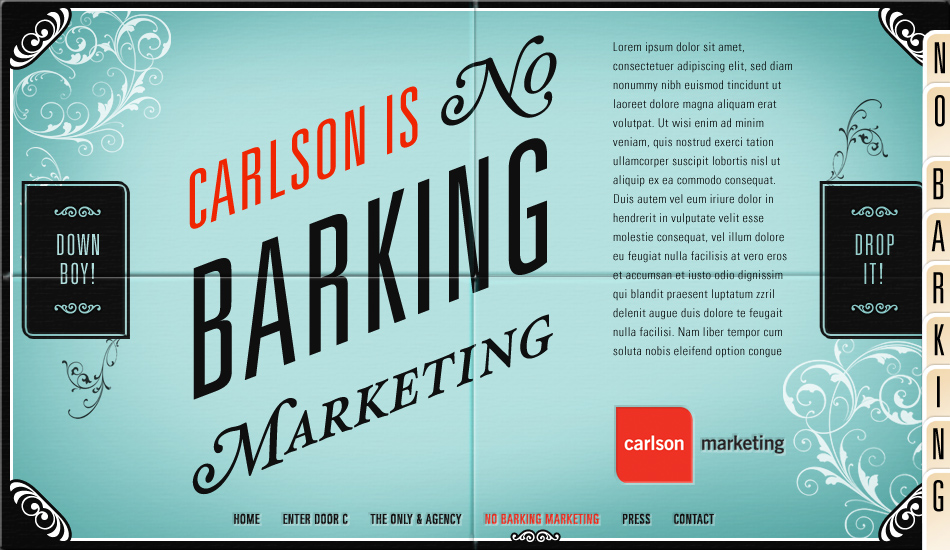 CARLSON IS No
BARKING
MARKETING
DOWN
BOY!
Lorem ipsum dolor sit amet,
consectetuer adipiscing elit, sed diam
nonummy nibh euismod tincidunt ut
laoreet dolore magna aliquam erat
volutpat. Ut wisi enim ad minim
veniam, quis nostrud exerci tation
ullamcorper suscipit lobortis nisl ut
aliquip ex ea commodo consequat.
Duis autem vel eum iriure dolor in
hendrerit in vulputate velit esse
molestie consequat, vel illum dolore
eu feugiat nulla facilisis at vero eros
et accumsan et iusto odio dignissim
qui blandit praesent luptatum zzril
delenit augue duis dolore te feugait
nulla facilisi. Nam liber tempor cum
soluta nobis eleifend option congue
DROP
IT!
carlson marketing
HOME ENTER DOOR C THE ONLY & AGENCY NO BARKING MARKETING PRESS CONTACT
NO BARKING